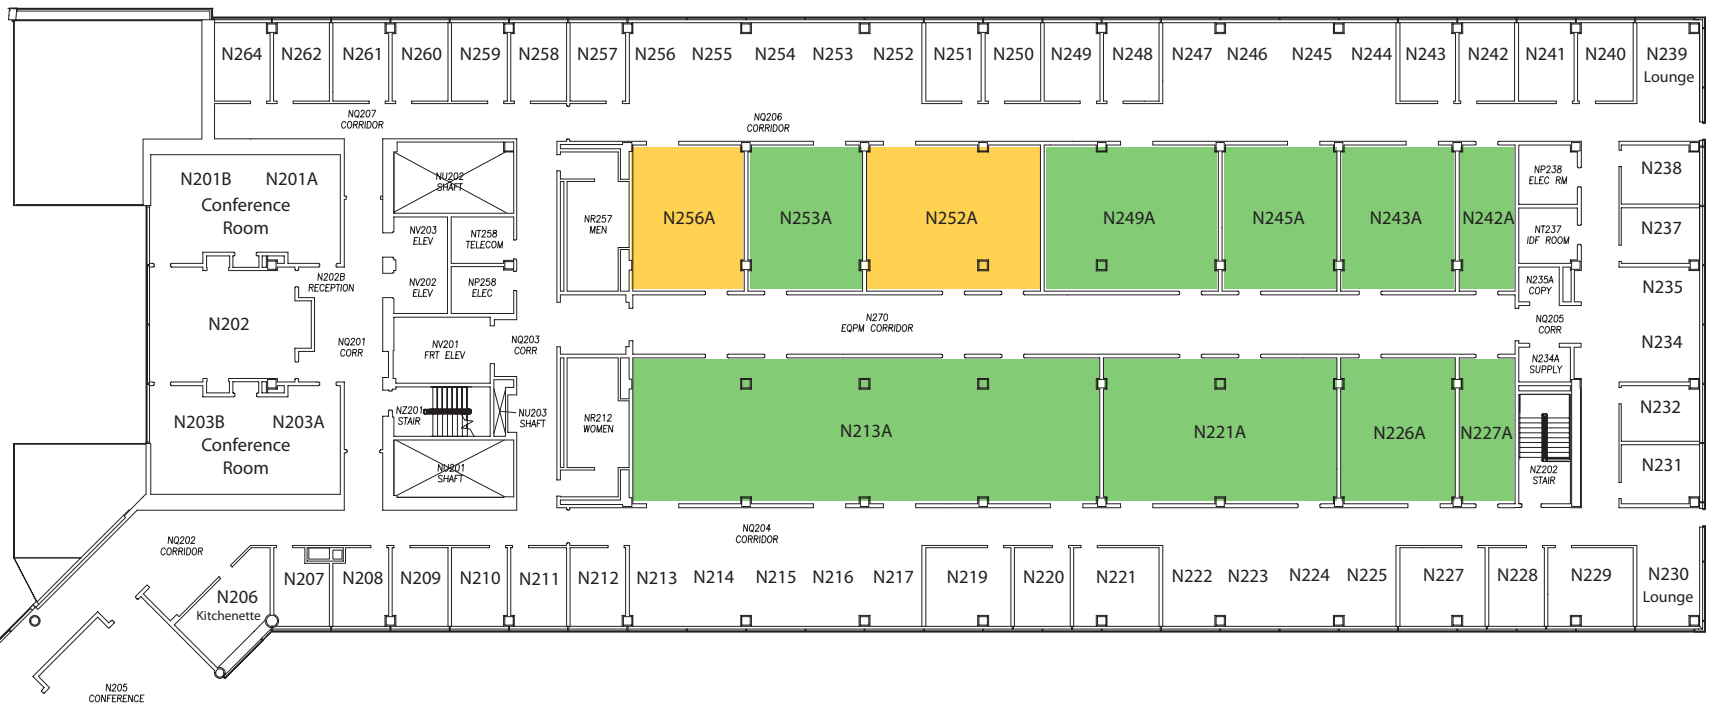 N264 N262 N261 N260 N259 N258 N257 N256 N255 N254 N253 N252 N251 N250 N249 N248 N247 N246 N245 N244 N243 N242 N241 N240 N239
Lounge
NQ207
CORRIDOR
NQ206
CORRIDOR
N201B N201A
Conference
Room
NU202
SHAFT
NV203
ELEV
NT258
TELECOM
NR257
MEN
N256A N253A N252A N249A N245A N243A N242A
NP238
ELEC RM
N238
NT237
IDF ROOM
N237
N202B
RECEPTION
NV202
ELEV
NP258
ELEC
N235A
COPY
N235
N202
NQ201
CORR
NV201
FRT ELEV
NQ203
CORR
N270
EQPM CORRIDOR
NQ205
CORR
N234
N234A
SUPPLY
N203B N203A
Conference
Room
NZ201
STAIR
NU203
SHAFT
NR212
WOMEN
N213A N221A N226A N227A
N232
NU201
SHAFT
NZ202
STAIR
N231
NQ202
CORRIDOR
NQ204
CORRIDOR
N206
Kitchenette
N207 N208 N209 N210 N211 N212 N213 N214 N215 N216 N217 N219 N220 N221 N222 N223 N224 N225 N227 N228 N229 N230
Lounge
N205
CONFERENCE